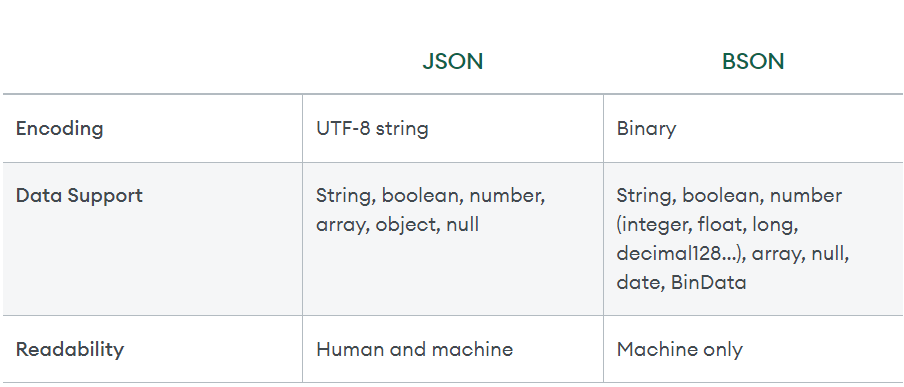 JSON BSON
Encoding UTF-8 string Binary
Data Support String, boolean, number, String, boolean, number
array, object, null (integer, float, long,
decimal128...), array, null,
date, BinData
Readability Human and machine Machine only